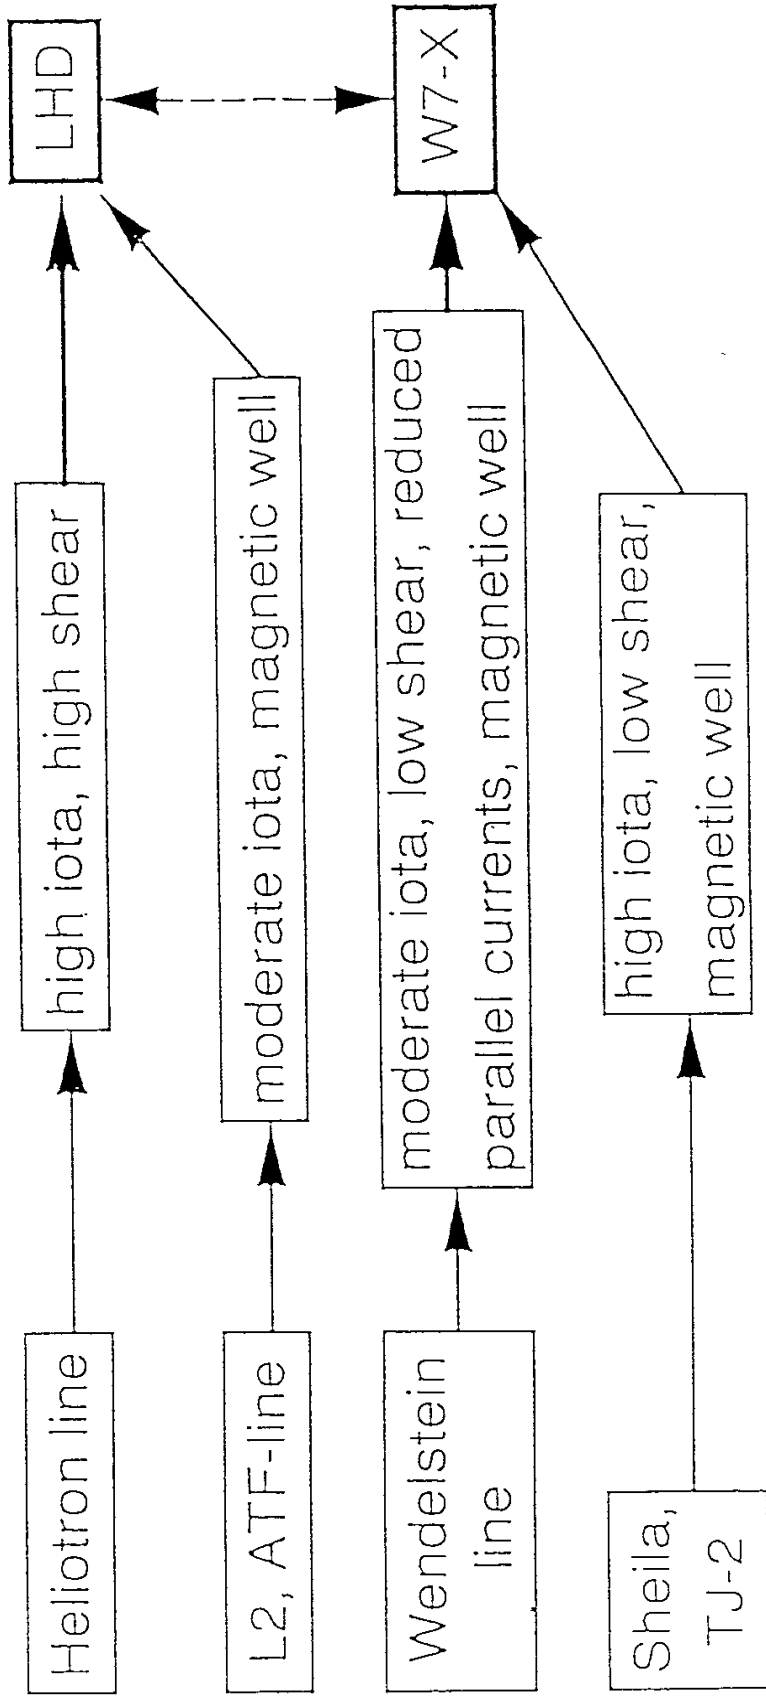 Heliotron line
high iota, high shear
LHD
L2, ATF-line
moderate iota, magnetic well
Wendelstein
line
moderate iota, low shear, reduced
parallel currents, magnetic well
W7-X
Sheila,
TJ-2
high iota, low shear,
magnetic well